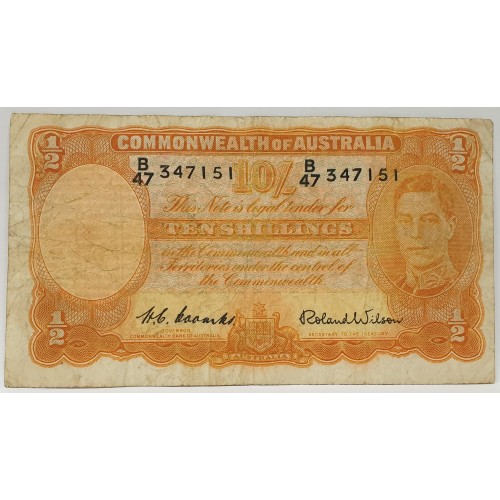 COMMONWEALTH OF AUSTRALIA
1/2 1/2
B/47 347151 B/47 347151
10/-
This Note is legal tender for
TEN SHILLINGS
in the Commonwealth and in all
Territories under the control of
the Commonwealth
H.C. Coombs Roland Wilson
GOVERNOR SECRETARY TO THE TREASURY
COMMONWEALTH BANK OF AUSTRALIA
1/2 1/2
AUSTRALIA